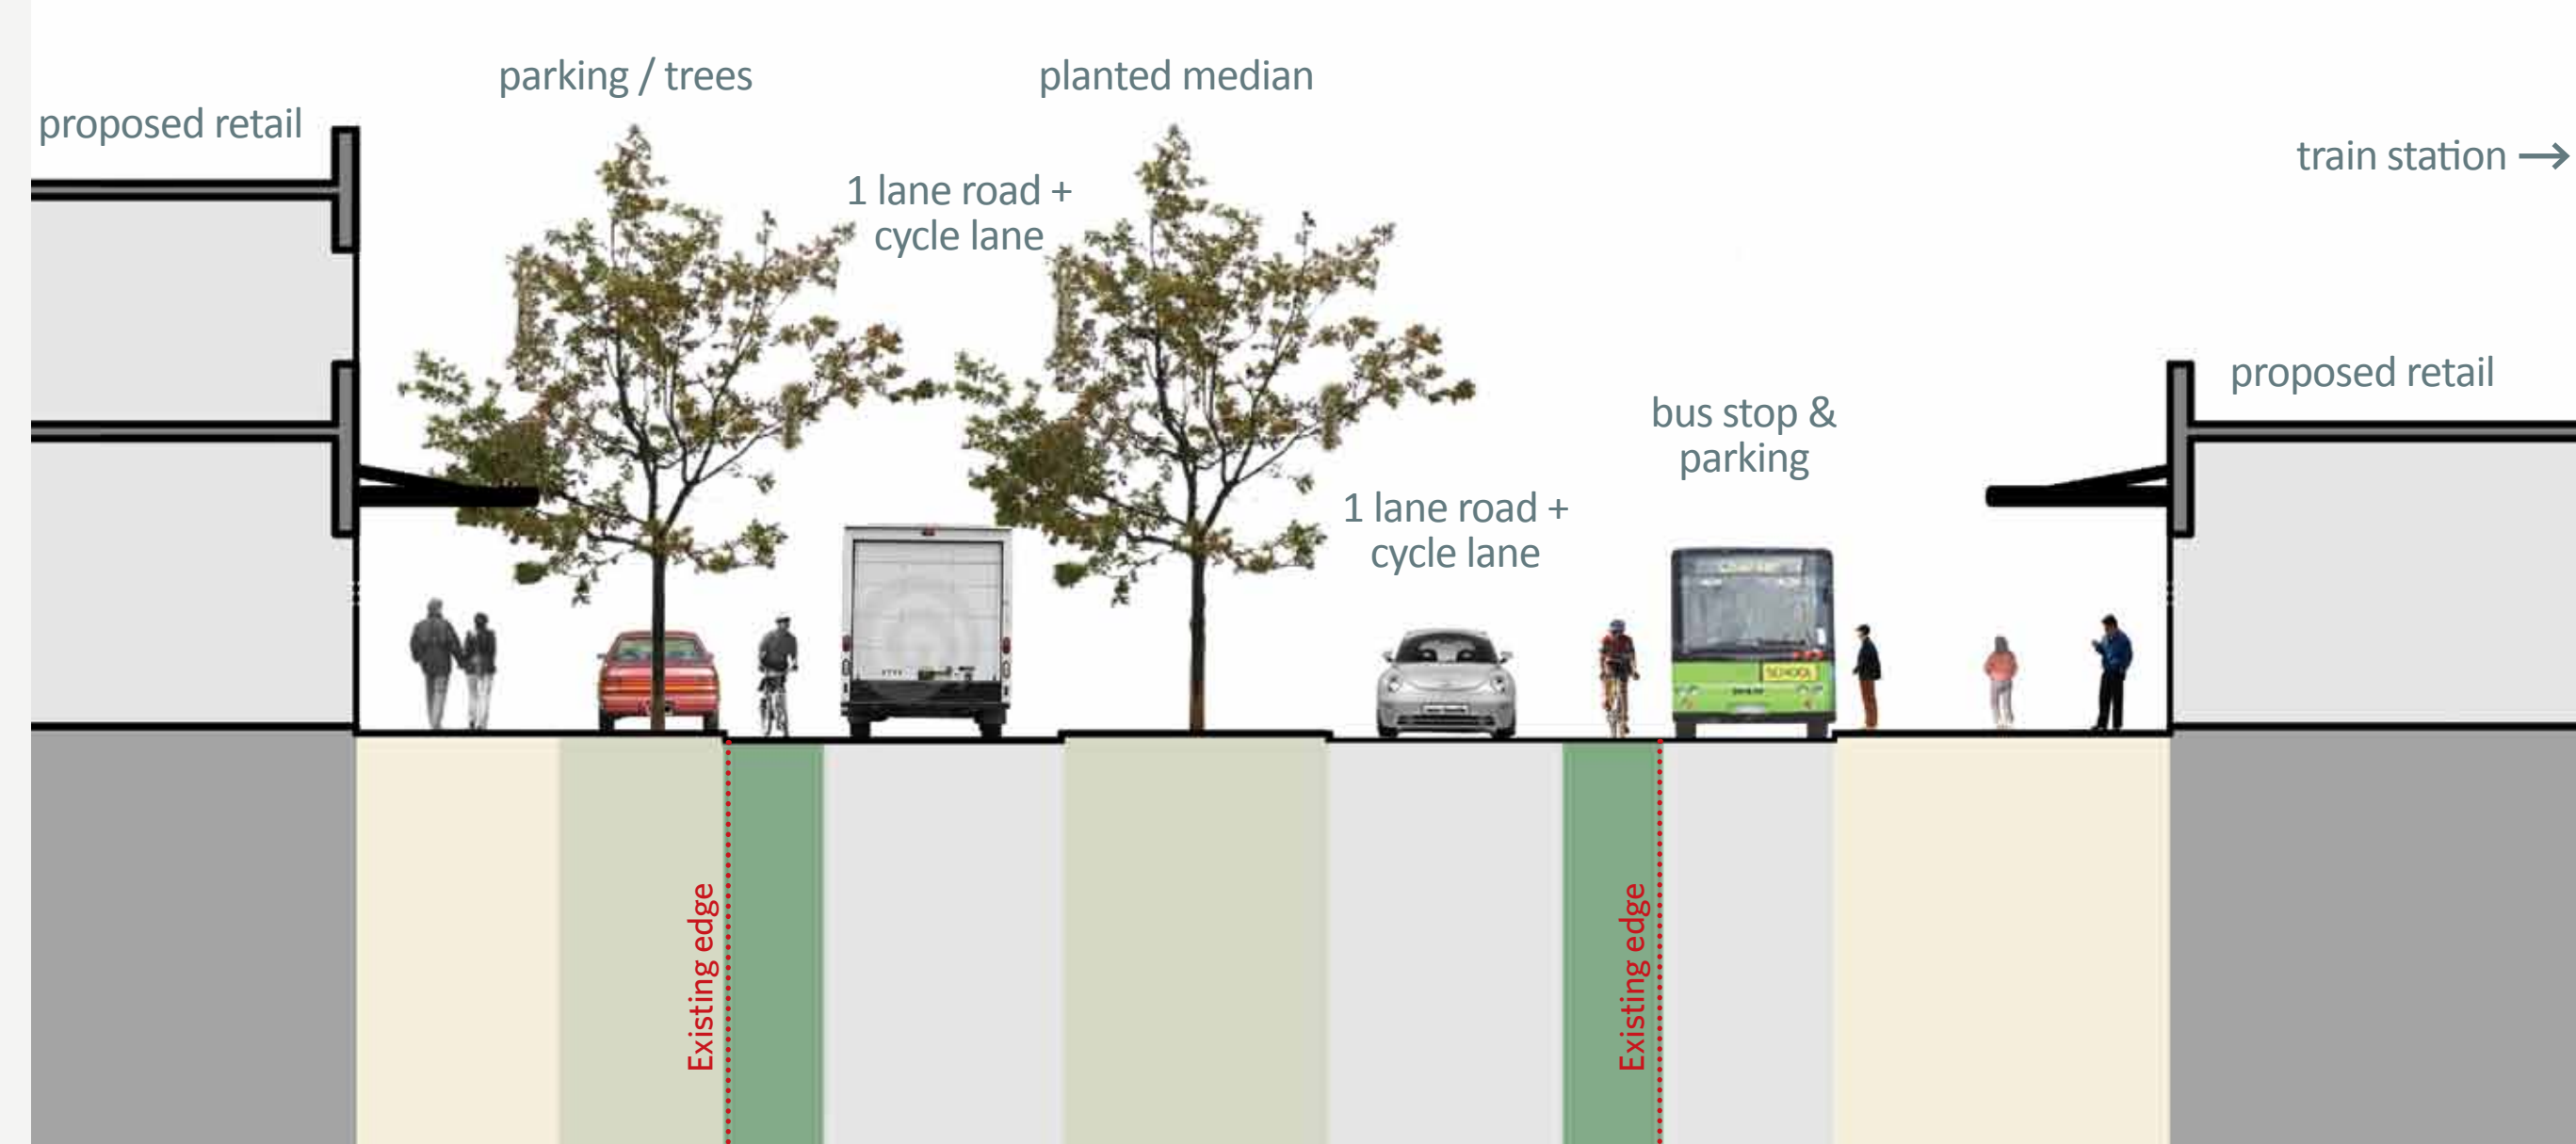 parking / trees
planted median
proposed retail
train station →
1 lane road +
cycle lane
proposed retail
bus stop &
parking
1 lane road +
cycle lane
SCHOOL
Existing edge
Existing edge